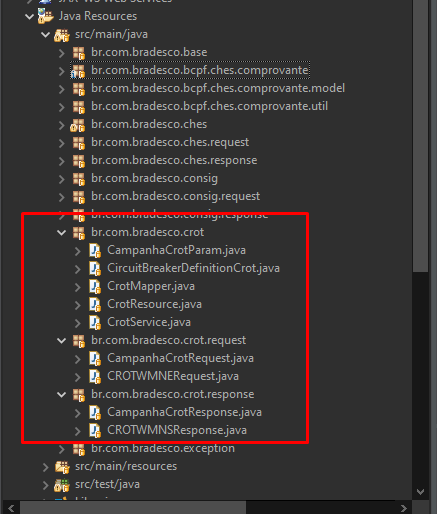 Java Resources
src/main/java
br.com.bradesco.base
br.com.bradesco.bcpf.ches.comprovante
br.com.bradesco.bcpf.ches.comprovante.model
br.com.bradesco.bcpf.ches.comprovante.util
br.com.bradesco.ches
br.com.bradesco.ches.request
br.com.bradesco.ches.response
br.com.bradesco.consig
br.com.bradesco.consig.request
br.com.bradesco.consig.response
br.com.bradesco.crot
CampanhaCrotParam.java
CircuitBreakerDefinitionCrot.java
CrotMapper.java
CrotResource.java
CrotService.java
br.com.bradesco.crot.request
CampanhaCrotRequest.java
CROTWMNERequest.java
br.com.bradesco.crot.response
CampanhaCrotResponse.java
CROTWMNSResponse.java
br.com.bradesco.exception
src/main/resources
src/test/java